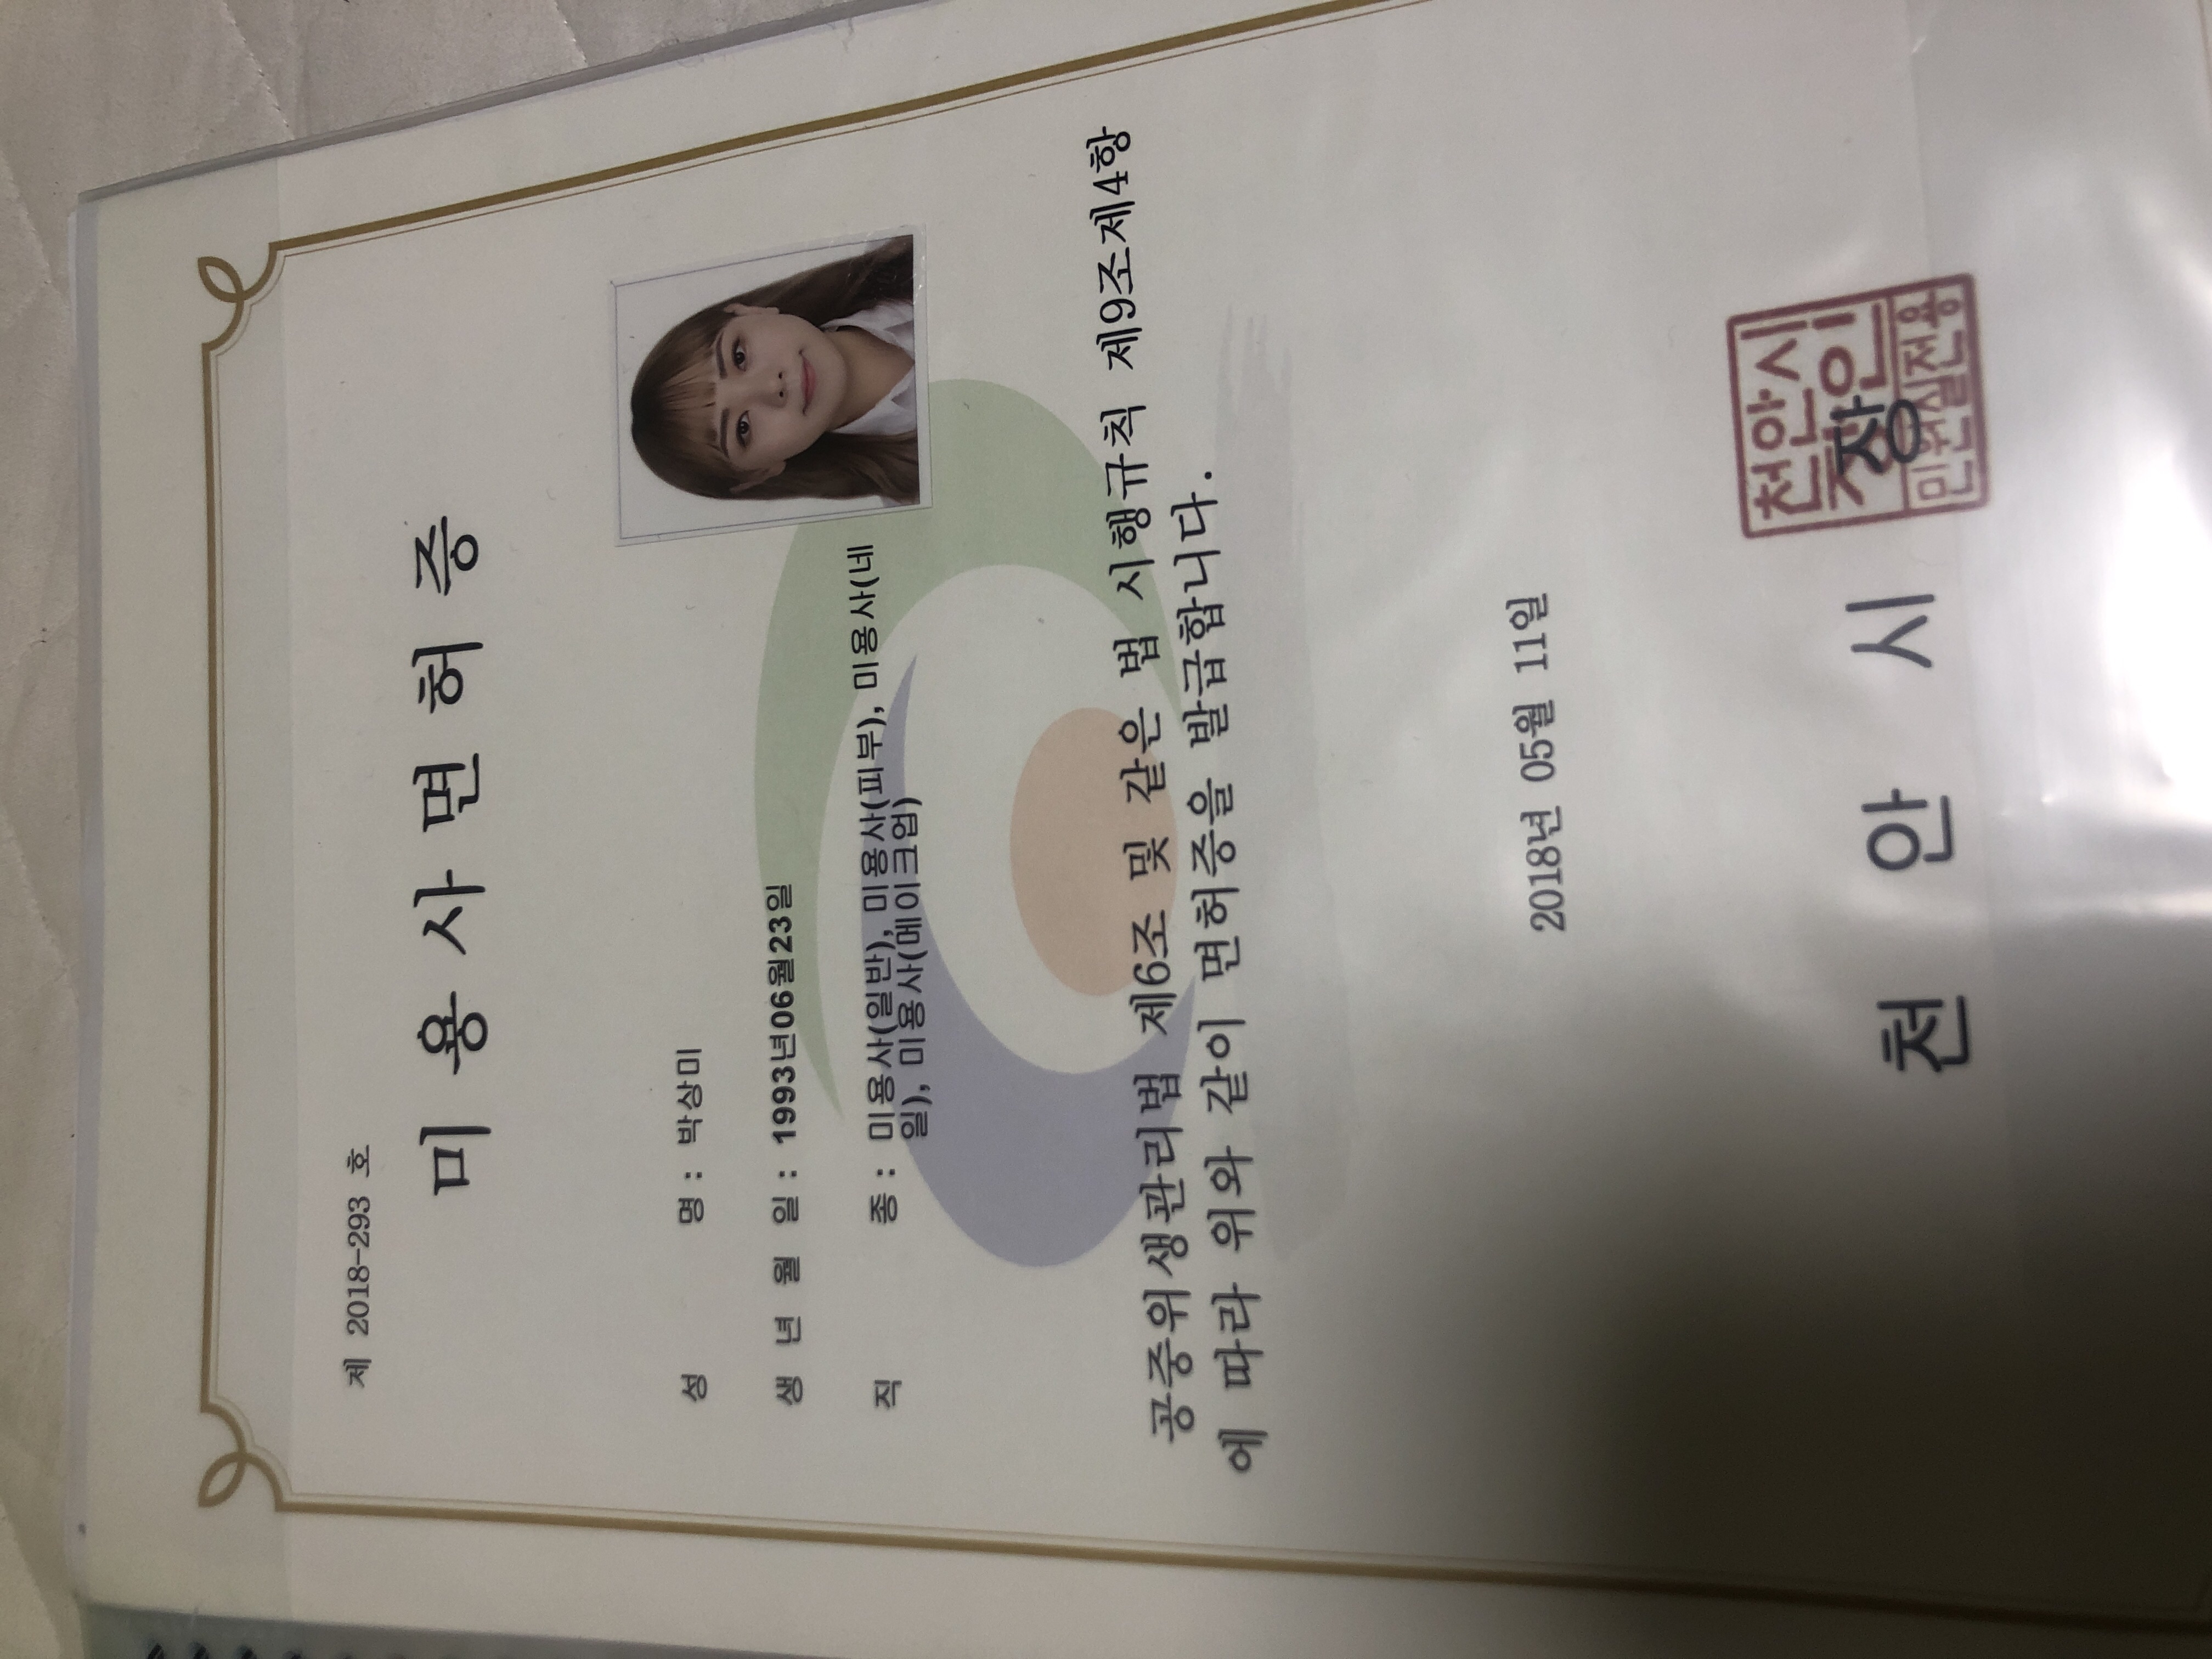 제 2018-293 호
미 용 사 면 허 증
성 명 : 박상미
생 년 월 일 : 1993년06월23일
직 종 : 미용사(일반), 미용사(피부), 미용사(네
일), 미용사(메이크업)
공중위생관리법 제6조 및 같은 법 시행규칙 제9조제4항
에 따라 위와 같이 면허증을 발급합니다.
2018년 05월 11일
천 안 시 장
천안시
장인
민원실전용